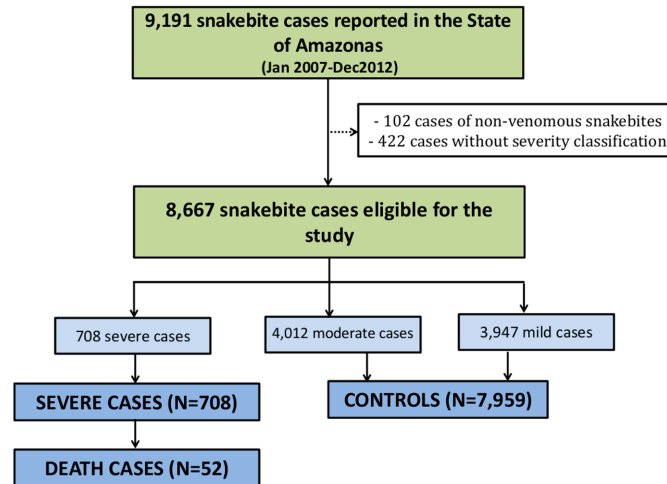 9,191 snakebite cases reported in the State
of Amazonas
(Jan 2007-Dec2012)
- 102 cases of non-venomous snakebites
- 422 cases without severity classification
8,667 snakebite cases eligible for the
study
708 severe cases
4,012 moderate cases
3,947 mild cases
SEVERE CASES (N=708)
CONTROLS (N=7,959)
DEATH CASES (N=52)